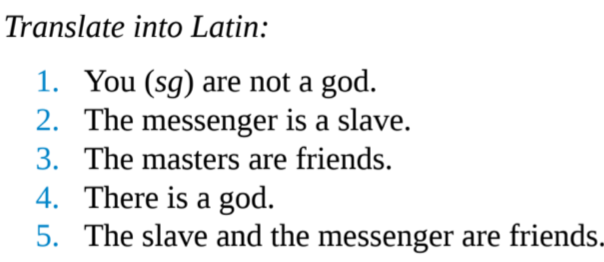 Translate into Latin:
1. You (sg) are not a god.
2. The messenger is a slave.
3. The masters are friends.
4. There is a god.
5. The slave and the messenger are friends.